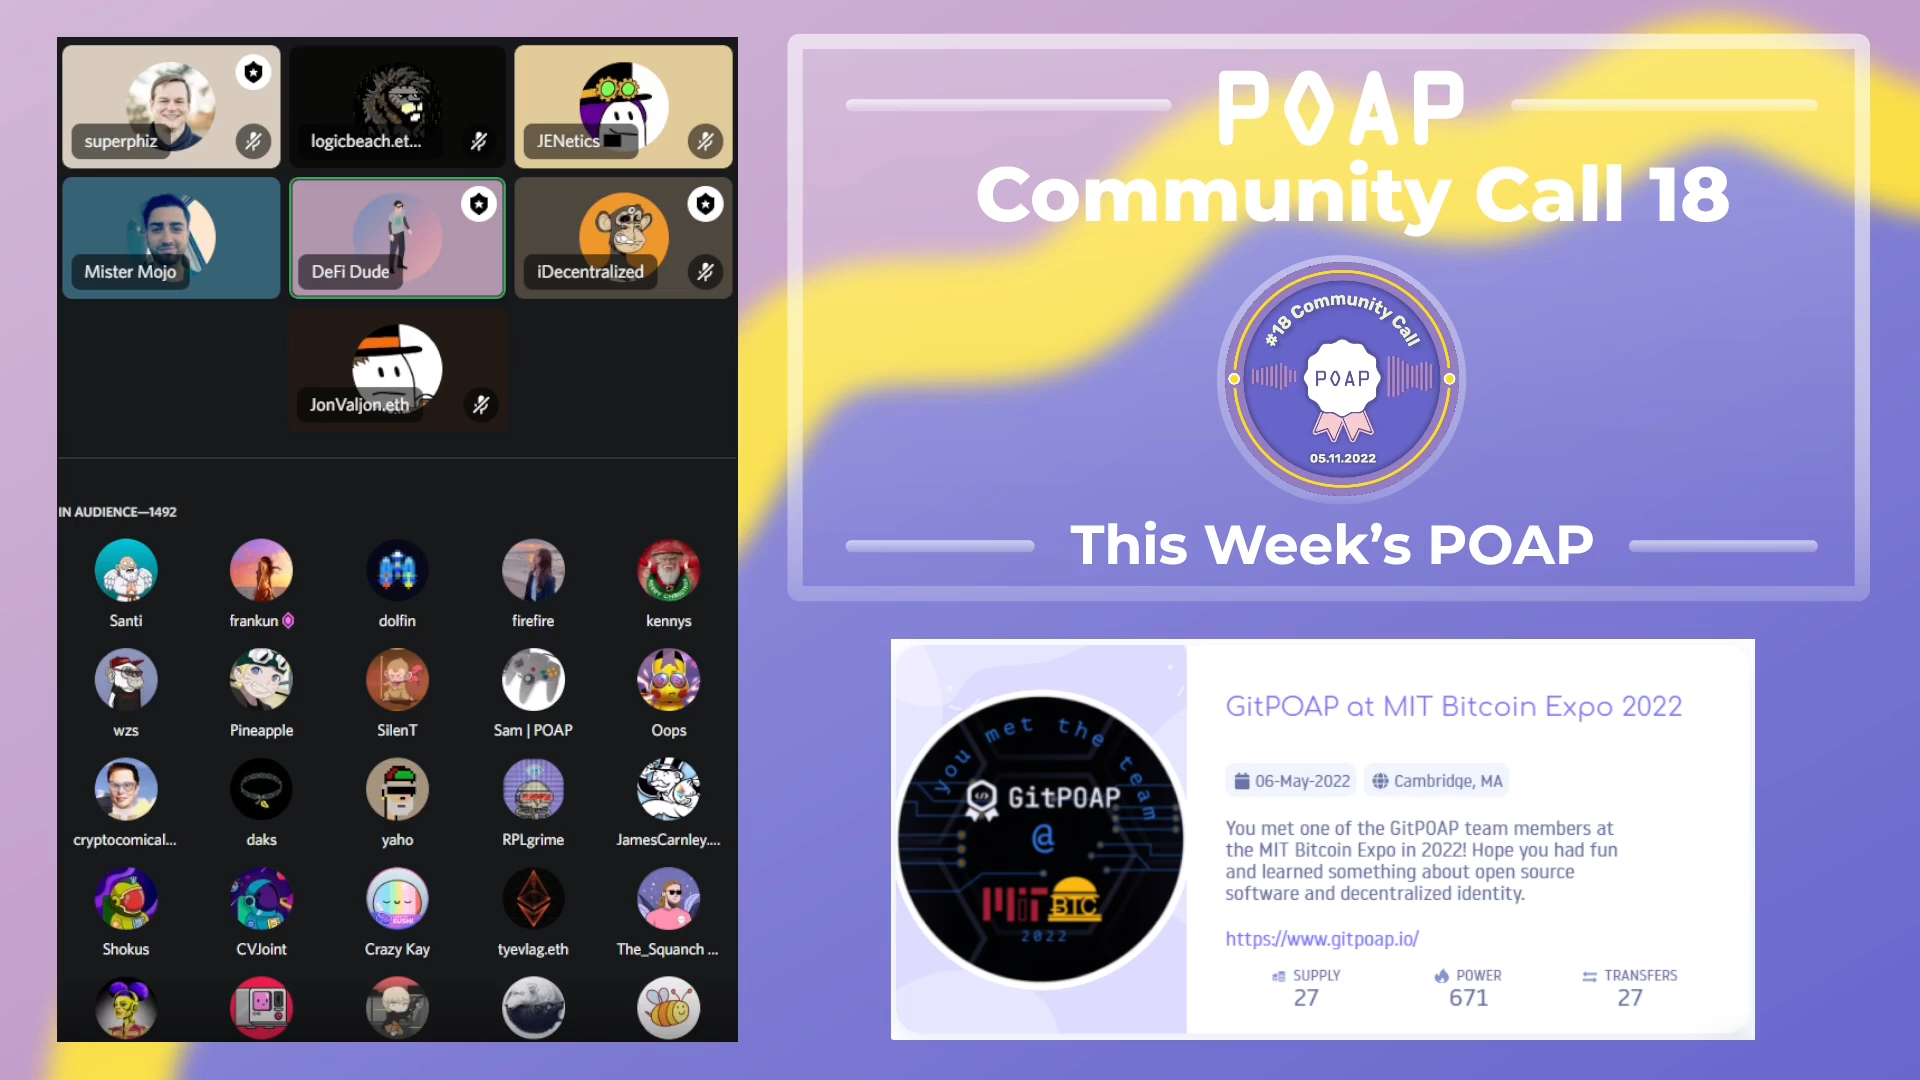 superphiz
logicbeach.et...
JENetics
Mister Mojo
DeFi Dude
iDecentralized
JonValjon.eth
IN AUDIENCE—1492
Santi
frankun
dolfin
firefire
kennys
wzs
Pineapple
SilenT
Sam | POAP
Oops
cryptocomical...
daks
yaho
RPLgrime
JamesCarnley....
Shokus
CVJoint
Crazy Kay
tyevlag.eth
The_Squanch ...
POAP
Community Call 18
#18 Community Call
POAP
05.11.2022
This Week's POAP
you met the team
GitPOAP
@
MIT BTC
2022
GitPOAP at MIT Bitcoin Expo 2022
06-May-2022
Cambridge, MA
You met one of the GitPOAP team members at
the MIT Bitcoin Expo in 2022! Hope you had fun
and learned something about open source
software and decentralized identity.
https://www.gitpoap.io/
SUPPLY
27
POWER
671
TRANSFERS
27